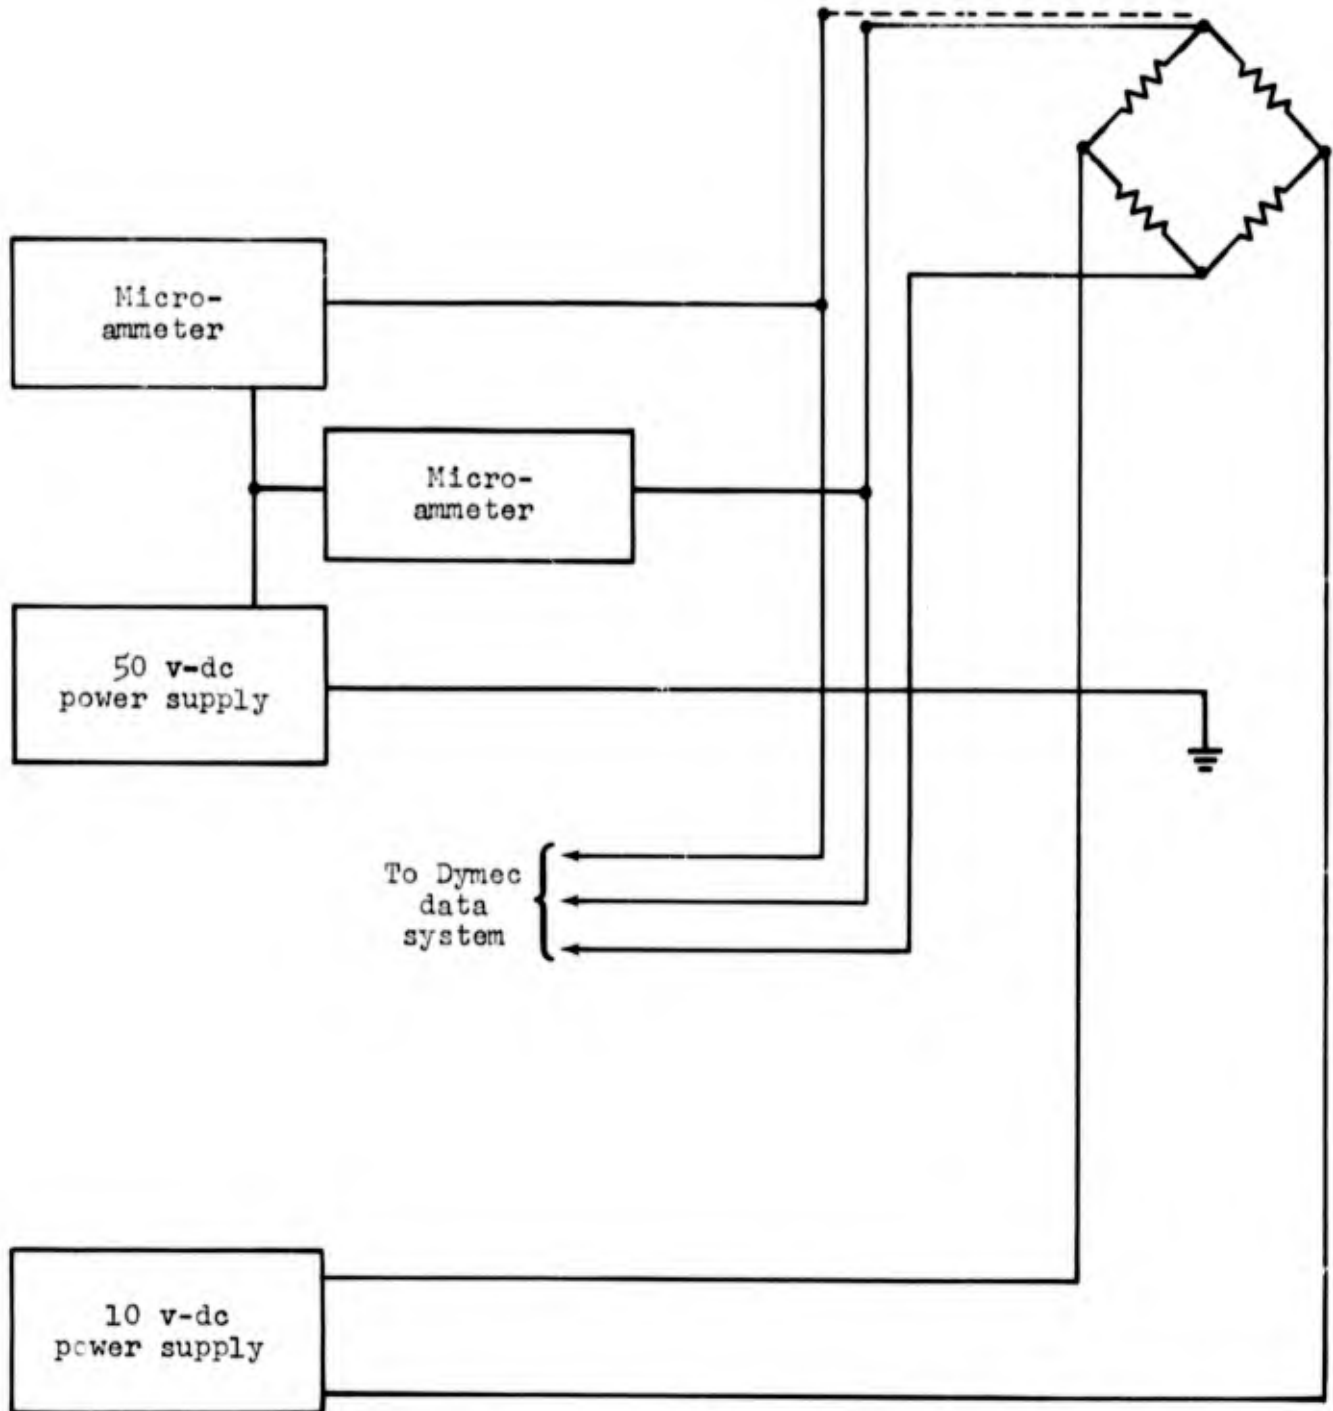 Micro-
ammeter
Micro-
ammeter
50 v-dc
power supply
To Dymec
data
system
10 v-dc
power supply